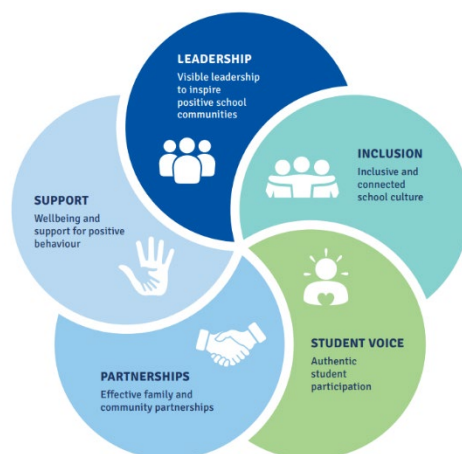 LEADERSHIP
Visible leadership
to inspire
positive school
communities
INCLUSION
Inclusive and
connected
school culture
STUDENT VOICE
Authentic
student
participation
PARTNERSHIPS
Effective family and
community partnerships
SUPPORT
Wellbeing and
support for positive
behaviour